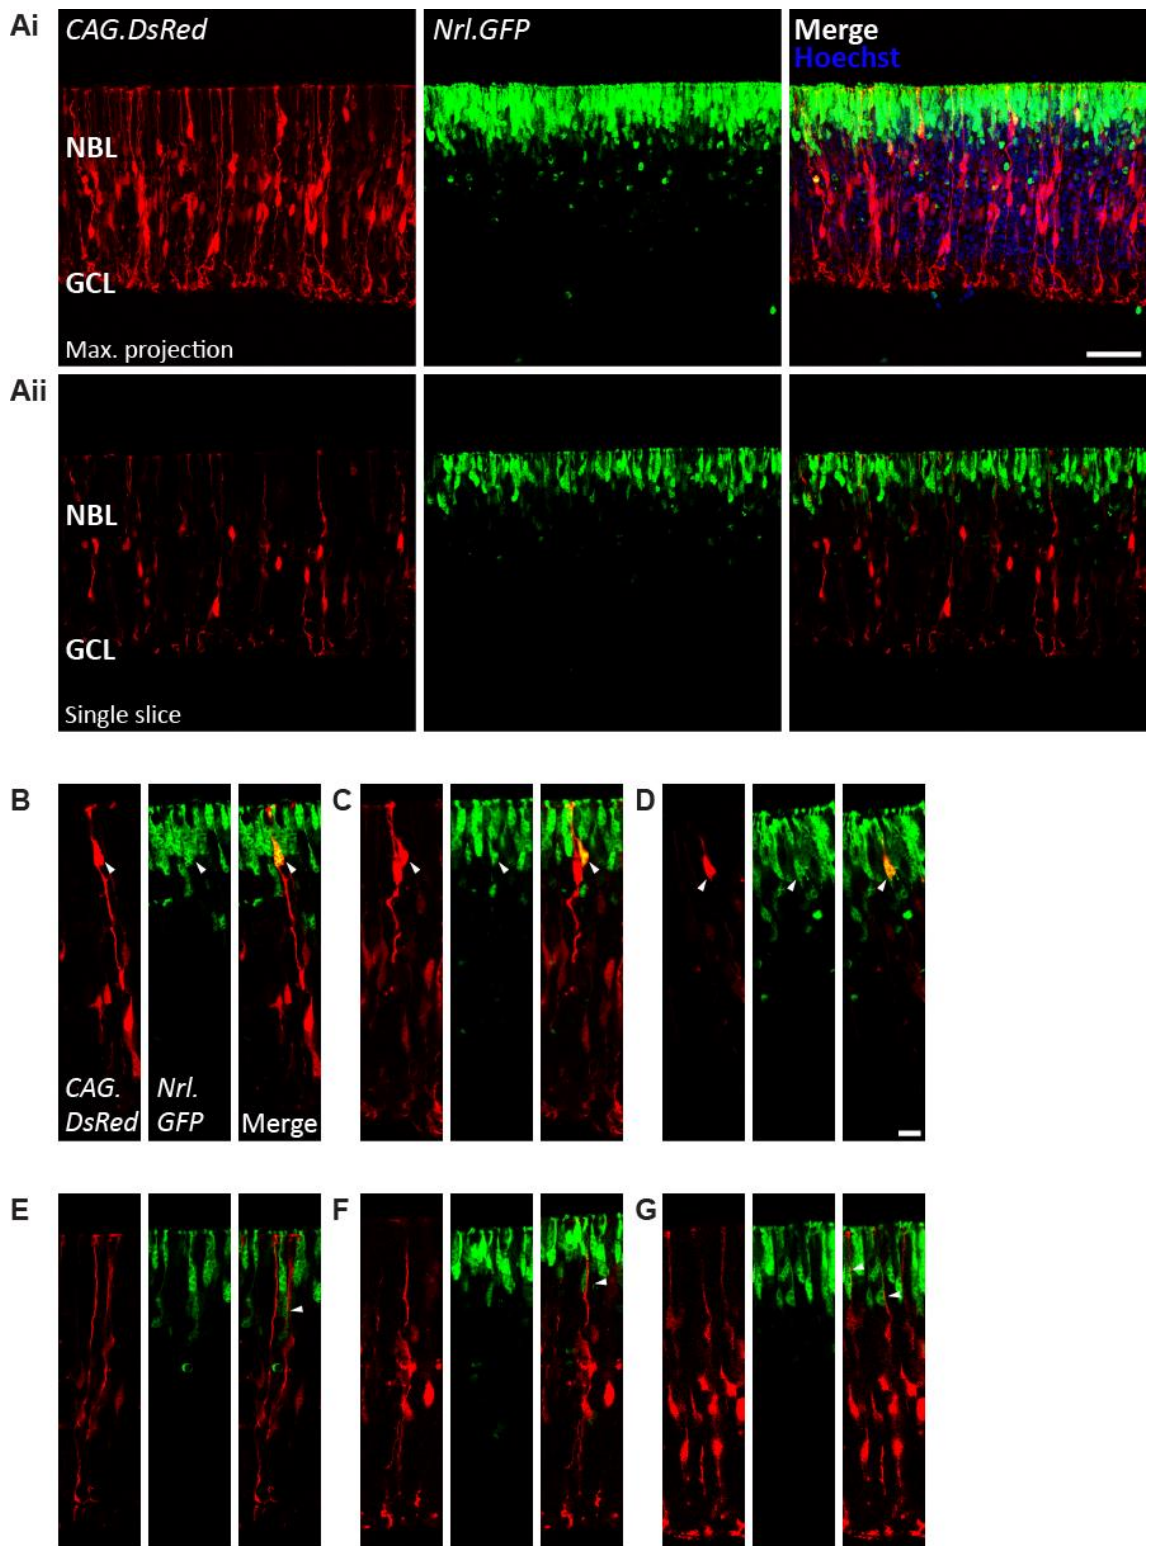 Ai
CAG.DsRed
Nrl.GFP
Merge
Hoechst
NBL
GCL
Max. projection
Aii
NBL
GCL
Single slice
B
C
D
CAG.
DsRed
Nrl.
GFP
Merge
E
F
G